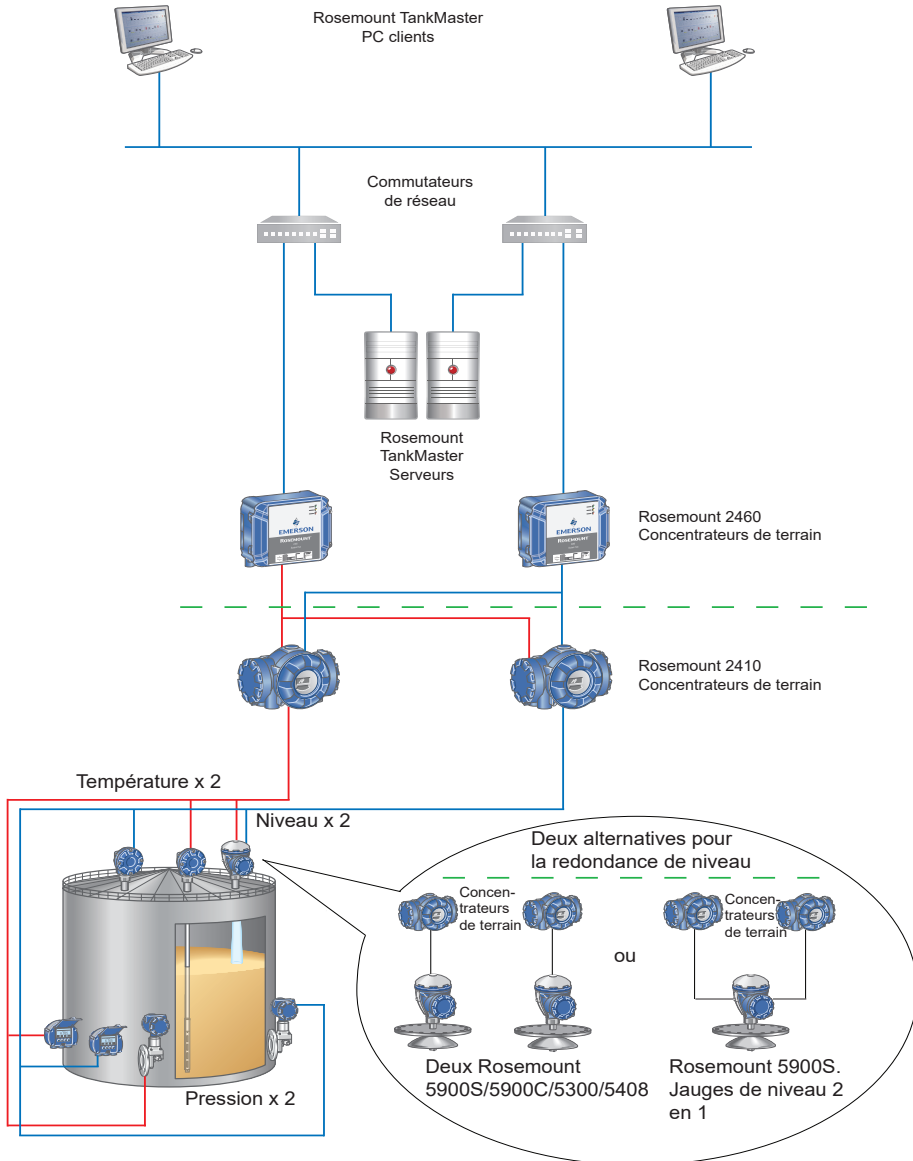 Rosemount TankMaster
PC clients
Commutateurs
de réseau
Rosemount
TankMaster
Serveurs
EMERSON
ROSEMOUNT
EMERSON
ROSEMOUNT
Rosemount 2460
Concentrateurs de terrain
Rosemount 2410
Concentrateurs de terrain
Température x 2
Niveau x 2
Pression x 2
Deux alternatives pour
la redondance de niveau
Concen-
trateurs
de terrain
ou
Concen-
trateurs
de terrain
Deux Rosemount
5900S/5900C/5300/5408
Rosemount 5900S.
Jauges de niveau 2
en 1